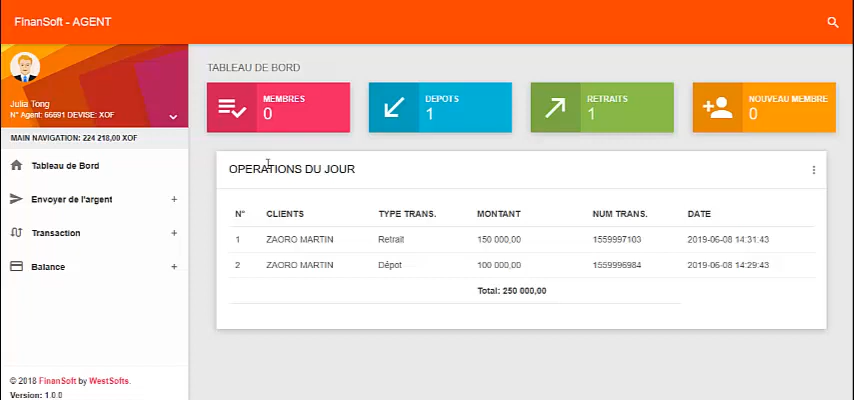 FinanSoft - AGENT
Julia Tong
N° Agent: 66691 DEVISE: XOF
MAIN NAVIGATION: 224 218,00 XOF
Tableau de Bord
Envoyer de l'argent +
Transaction +
Balance +
© 2018 FinanSoft by WestSofts.
Version: 1.0.0
TABLEAU DE BORD
MEMBRES
0
DEPOTS
1
RETRAITS
1
NOUVEAU MEMBRE
0
OPERATIONS DU JOUR
N° CLIENTS TYPE TRANS. MONTANT NUM TRANS. DATE
1 ZAORO MARTIN Retrait 150 000,00 1559997103 2019-06-08 14:31:43
2 ZAORO MARTIN Dépot 100 000,00 1559996984 2019-06-08 14:29:43
Total: 250 000,00